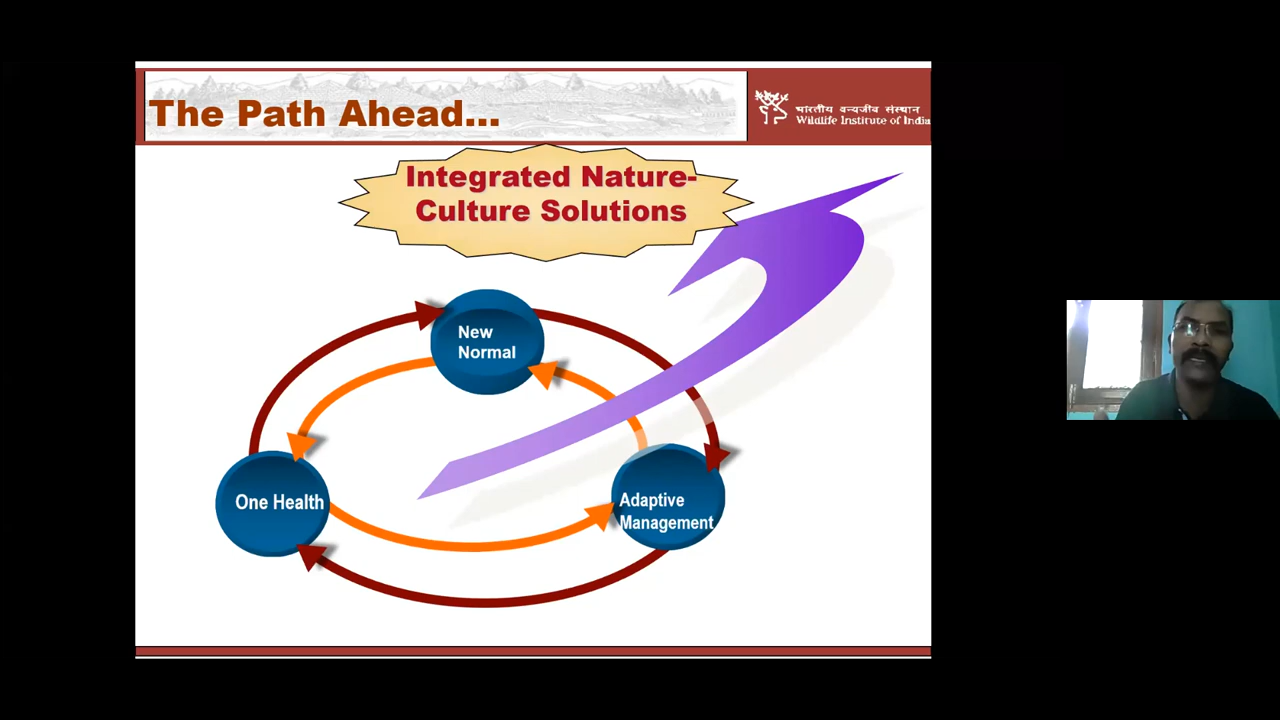 The Path Ahead...
भारतीय वन्यजीव संस्थान
Wildlife Institute of India
Integrated Nature-
Culture Solutions
New
Normal
One Health
Adaptive
Management